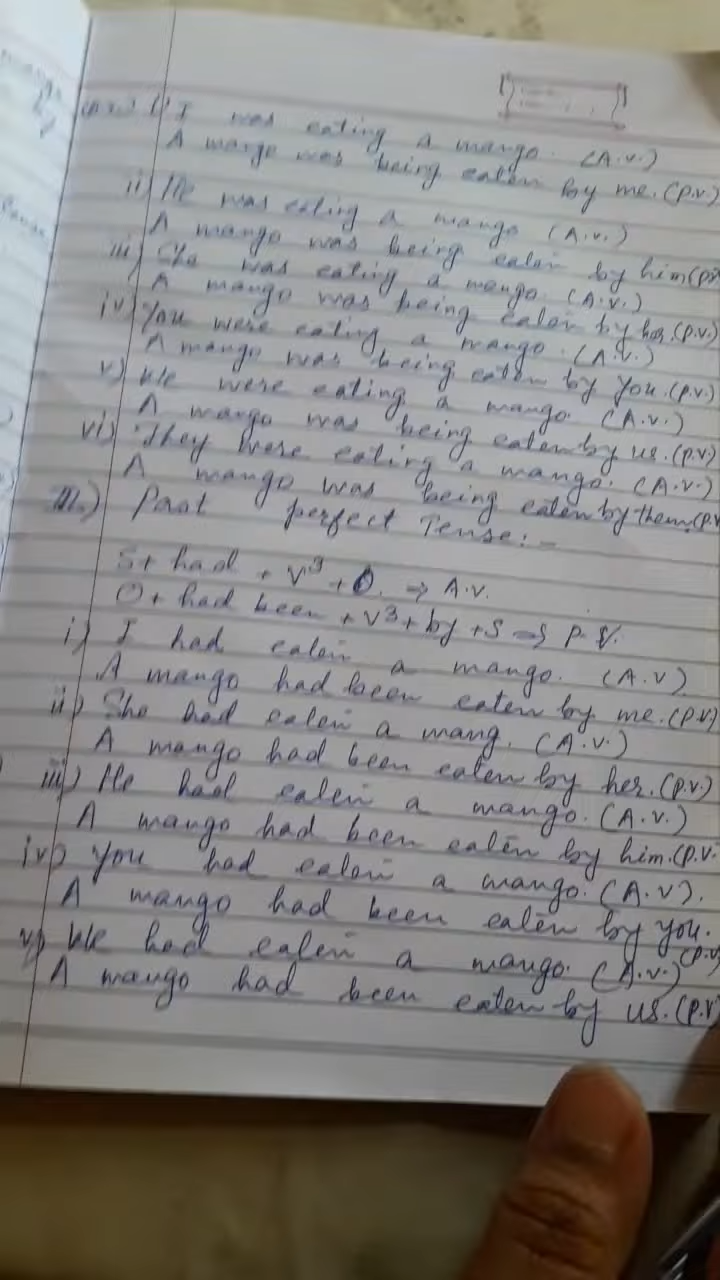 i) I was eating a mango. (A.V.)
A mango was being eaten by me. (P.V)
ii) He was eating a mango (A.V.)
A mango was being eaten by him (P.V
iii) She was eating a mango. (A.V.)
A mango was being eaten by her. (P.V.)
iv) You were eating a mango. (A.V.)
A mango was being eaten by you. (P.V.)
v) We were eating a mango. (A.V.)
A mango was being eaten by us. (P.V)
vi) They were eating a mango. (A.V.)
A mango was being eaten by them. (P.V
III.) Past perfect Tense:-
S + had + V3 + O. ⇒ A.V.
O + had been + V3 + by + S ⇒ P.V.
i) I had eaten a mango. (A.V)
A mango had been eaten by me. (P.V)
ii) She had eaten a mang. (A.V.)
A mango had been eaten by her. (P.V.)
iii) He had eaten a mango. (A.V.)
A mango had been eaten by him. (P.V.
iv) You had eaten a mango. (A.V).
A mango had been eaten by you. (P.V
v) We had eaten a mango. (A.V.)
A mango had been eaten by us. (P.V